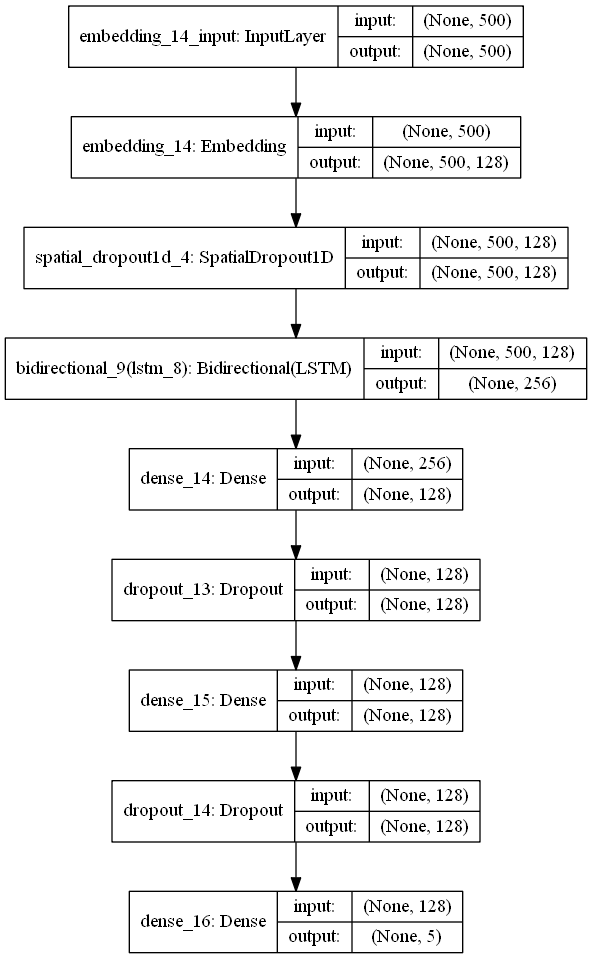 embedding_14_input: InputLayer
input: (None, 500)
output: (None, 500)
embedding_14: Embedding
input: (None, 500)
output: (None, 500, 128)
spatial_dropout1d_4: SpatialDropout1D
input: (None, 500, 128)
output: (None, 500, 128)
bidirectional_9(lstm_8): Bidirectional(LSTM)
input: (None, 500, 128)
output: (None, 256)
dense_14: Dense
input: (None, 256)
output: (None, 128)
dropout_13: Dropout
input: (None, 128)
output: (None, 128)
dense_15: Dense
input: (None, 128)
output: (None, 128)
dropout_14: Dropout
input: (None, 128)
output: (None, 128)
dense_16: Dense
input: (None, 128)
output: (None, 5)